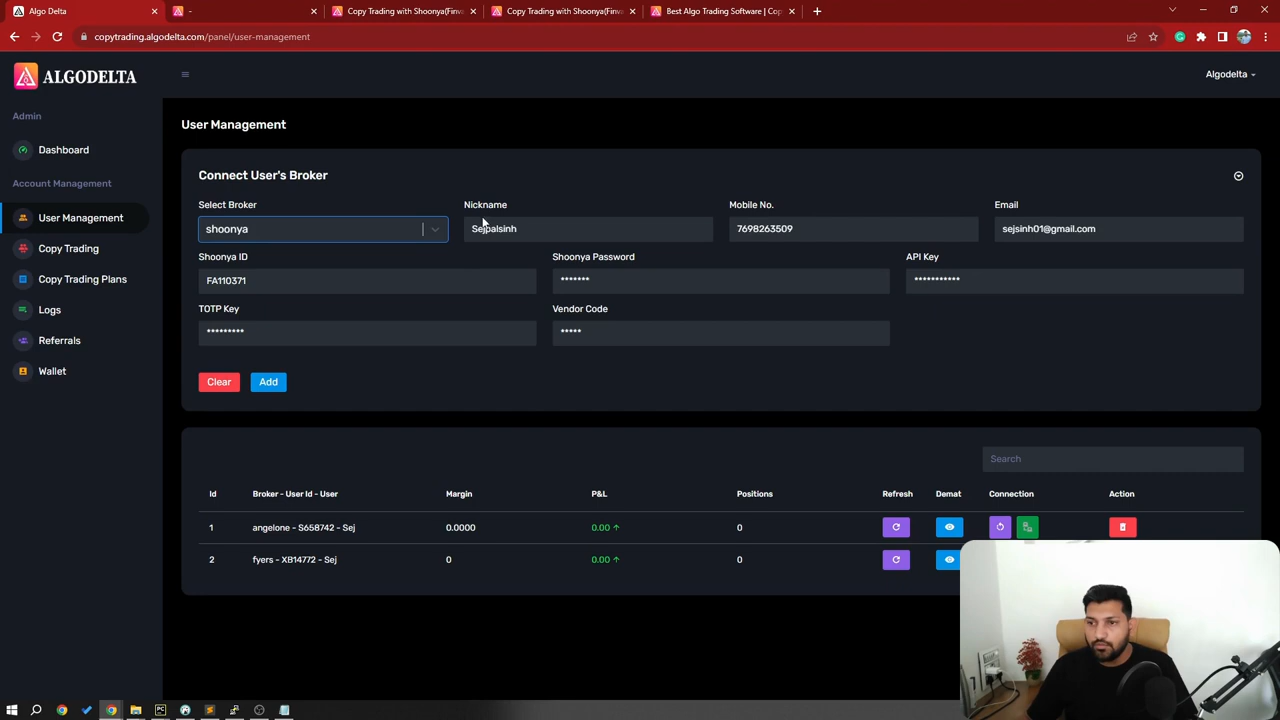 Algo Delta
-
Copy Trading with Shoonya(Finva
Copy Trading with Shoonya(Finva
Best Algo Trading Software | Cop
copytrading.algodelta.com/panel/user-management
ALGODELTA
Algodelta
Admin
Dashboard
Account Management
User Management
Copy Trading
Copy Trading Plans
Logs
Referrals
Wallet
User Management
Connect User's Broker
Select Broker
Nickname
Mobile No.
Email
shoonya
Sejpalsinh
7698263509
sejsinh01@gmail.com
Shoonya ID
Shoonya Password
API Key
FA110371
*******
***********
TOTP Key
Vendor Code
*********
*****
Clear
Add
Search
Id Broker - User Id - User Margin P&L Positions Refresh Demat Connection Action
1 angelone - S658742 - Sej 0.0000 0.00 ↑ 0
2 fyers - XB14772 - Sej 0 0.00 ↑ 0